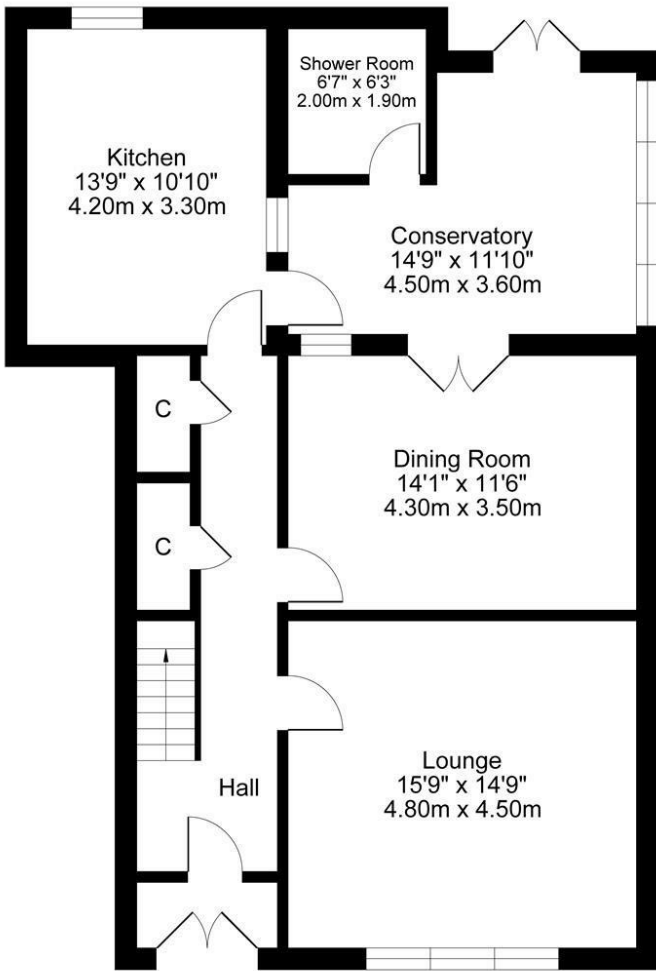 Shower Room
6'7" x 6'3"
2.00m x 1.90m
Kitchen
13'9" x 10'10"
4.20m x 3.30m
Conservatory
14'9" x 11'10"
4.50m x 3.60m
C
Dining Room
14'1" x 11'6"
4.30m x 3.50m
C
Lounge
15'9" x 14'9"
4.80m x 4.50m
Hall